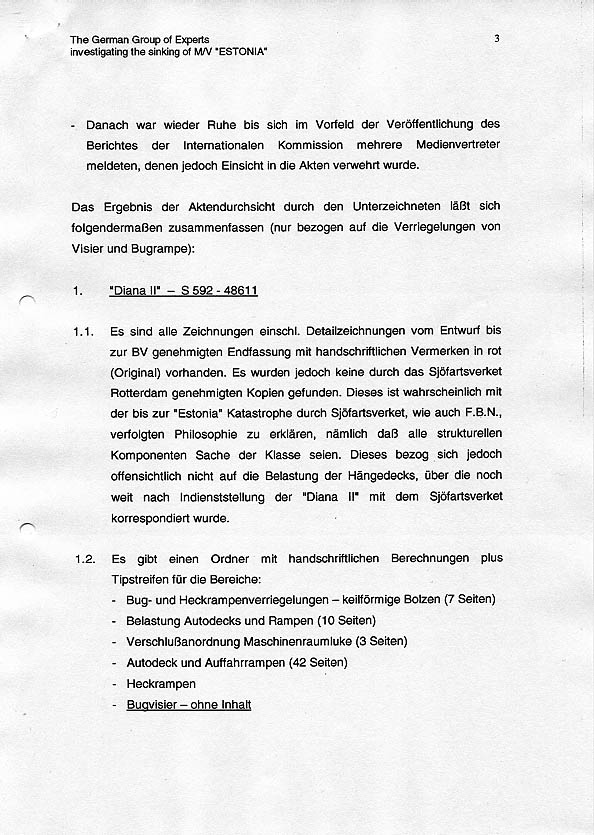 The German Group of Experts 3
investigating the sinking of M/V "ESTONIA"
- Danach war wieder Ruhe bis sich im Vorfeld der Veröffentlichung des
Berichtes der Internationalen Kommission mehrere Medienvertreter
meldeten, denen jedoch Einsicht in die Akten verwehrt wurde.
Das Ergebnis der Aktendurchsicht durch den Unterzeichneten läßt sich
folgendermaßen zusammenfassen (nur bezogen auf die Verriegelungen von
Visier und Bugrampe):
1. "Diana II" – S 592 - 48611
1.1. Es sind alle Zeichnungen einschl. Detailzeichnungen vom Entwurf bis
zur BV genehmigten Endfassung mit handschriftlichen Vermerken in rot
(Original) vorhanden. Es wurden jedoch keine durch das Sjöfartsverket
Rotterdam genehmigten Kopien gefunden. Dieses ist wahrscheinlich mit
der bis zur "Estonia" Katastrophe durch Sjöfartsverket, wie auch F.B.N.,
verfolgten Philosophie zu erklären, nämlich daß alle strukturellen
Komponenten Sache der Klasse seien. Dieses bezog sich jedoch
offensichtlich nicht auf die Belastung der Hängedecks, über die noch
weit nach Indienststellung der "Diana II" mit dem Sjöfartsverket
korrespondiert wurde.
1.2. Es gibt einen Ordner mit handschriftlichen Berechnungen plus
Tipstreifen für die Bereiche:
- Bug- und Heckrampenverriegelungen – keilförmige Bolzen (7 Seiten)
- Belastung Autodecks und Rampen (10 Seiten)
- Verschlußanordnung Maschinenraumluke (3 Seiten)
- Autodeck und Auffahrrampen (42 Seiten)
- Heckrampen
- Bugvisier – ohne Inhalt